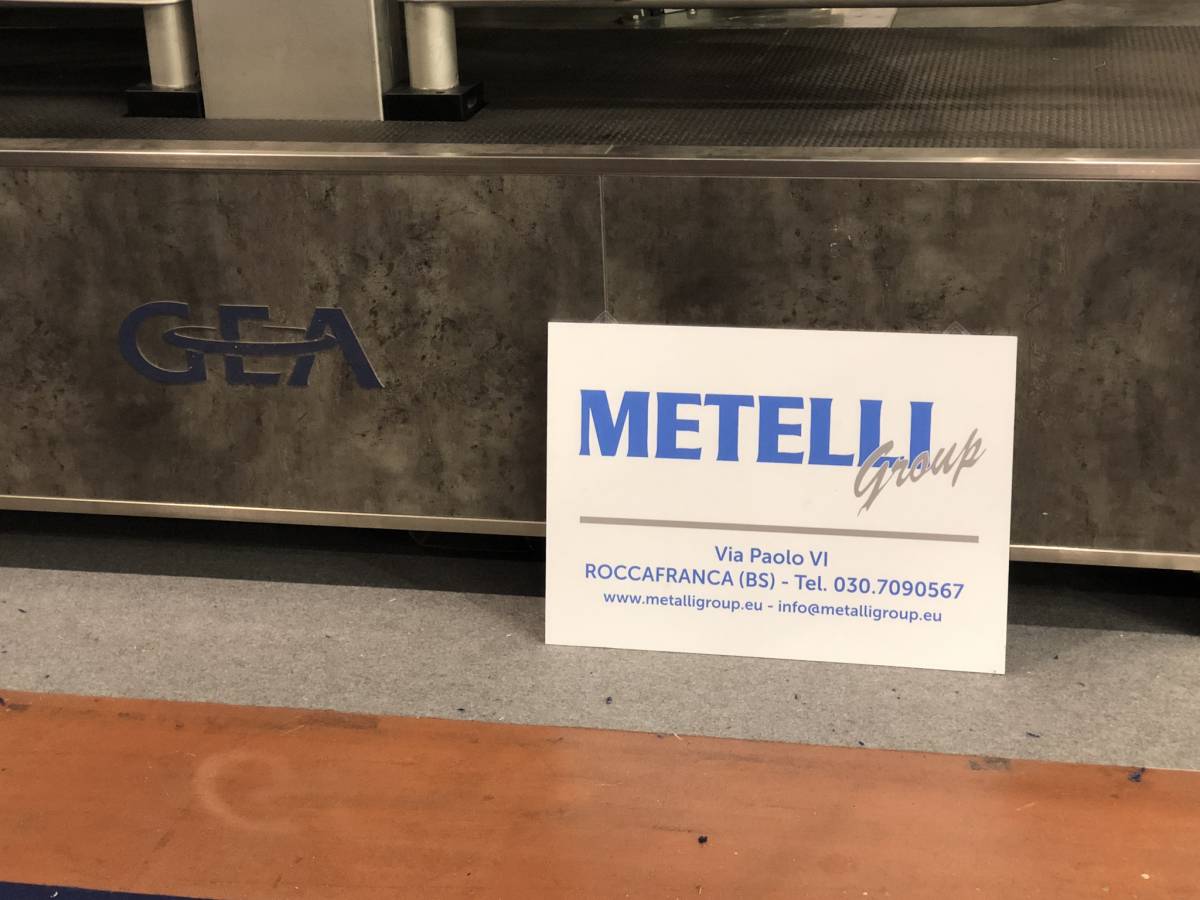 GEA
METELLI
Group
Via Paolo VI
ROCCAFRANCA (BS) - Tel. 030.7090567
www.metalligroup.eu - info@metalligroup.eu